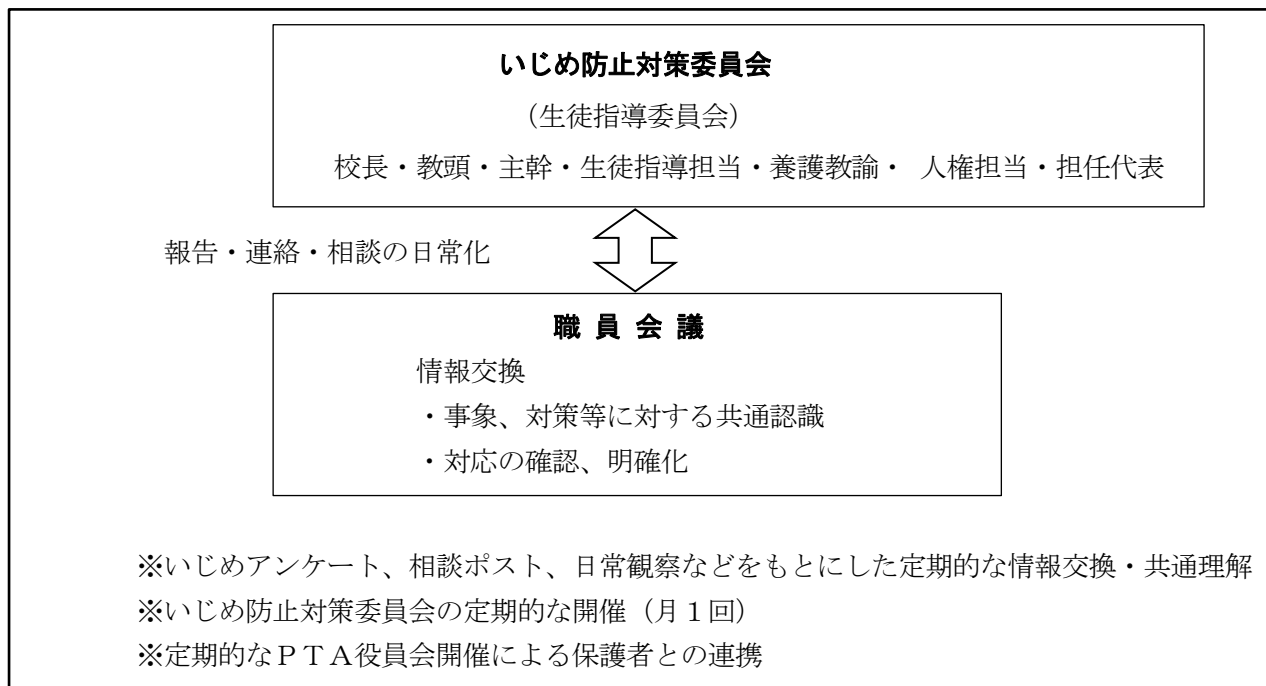 いじめ防止対策委員会
(生徒指導委員会)
校長・教頭・主幹・生徒指導担当・養護教諭・ 人権担当・担任代表
報告・連絡・相談の日常化
職 員 会 議
情報交換
・事象、対策等に対する共通認識
・対応の確認、明確化
※いじめアンケート、相談ポスト、日常観察などをもとにした定期的な情報交換・共通理解
※いじめ防止対策委員会の定期的な開催（月１回）
※定期的なＰＴＡ役員会開催による保護者との連携